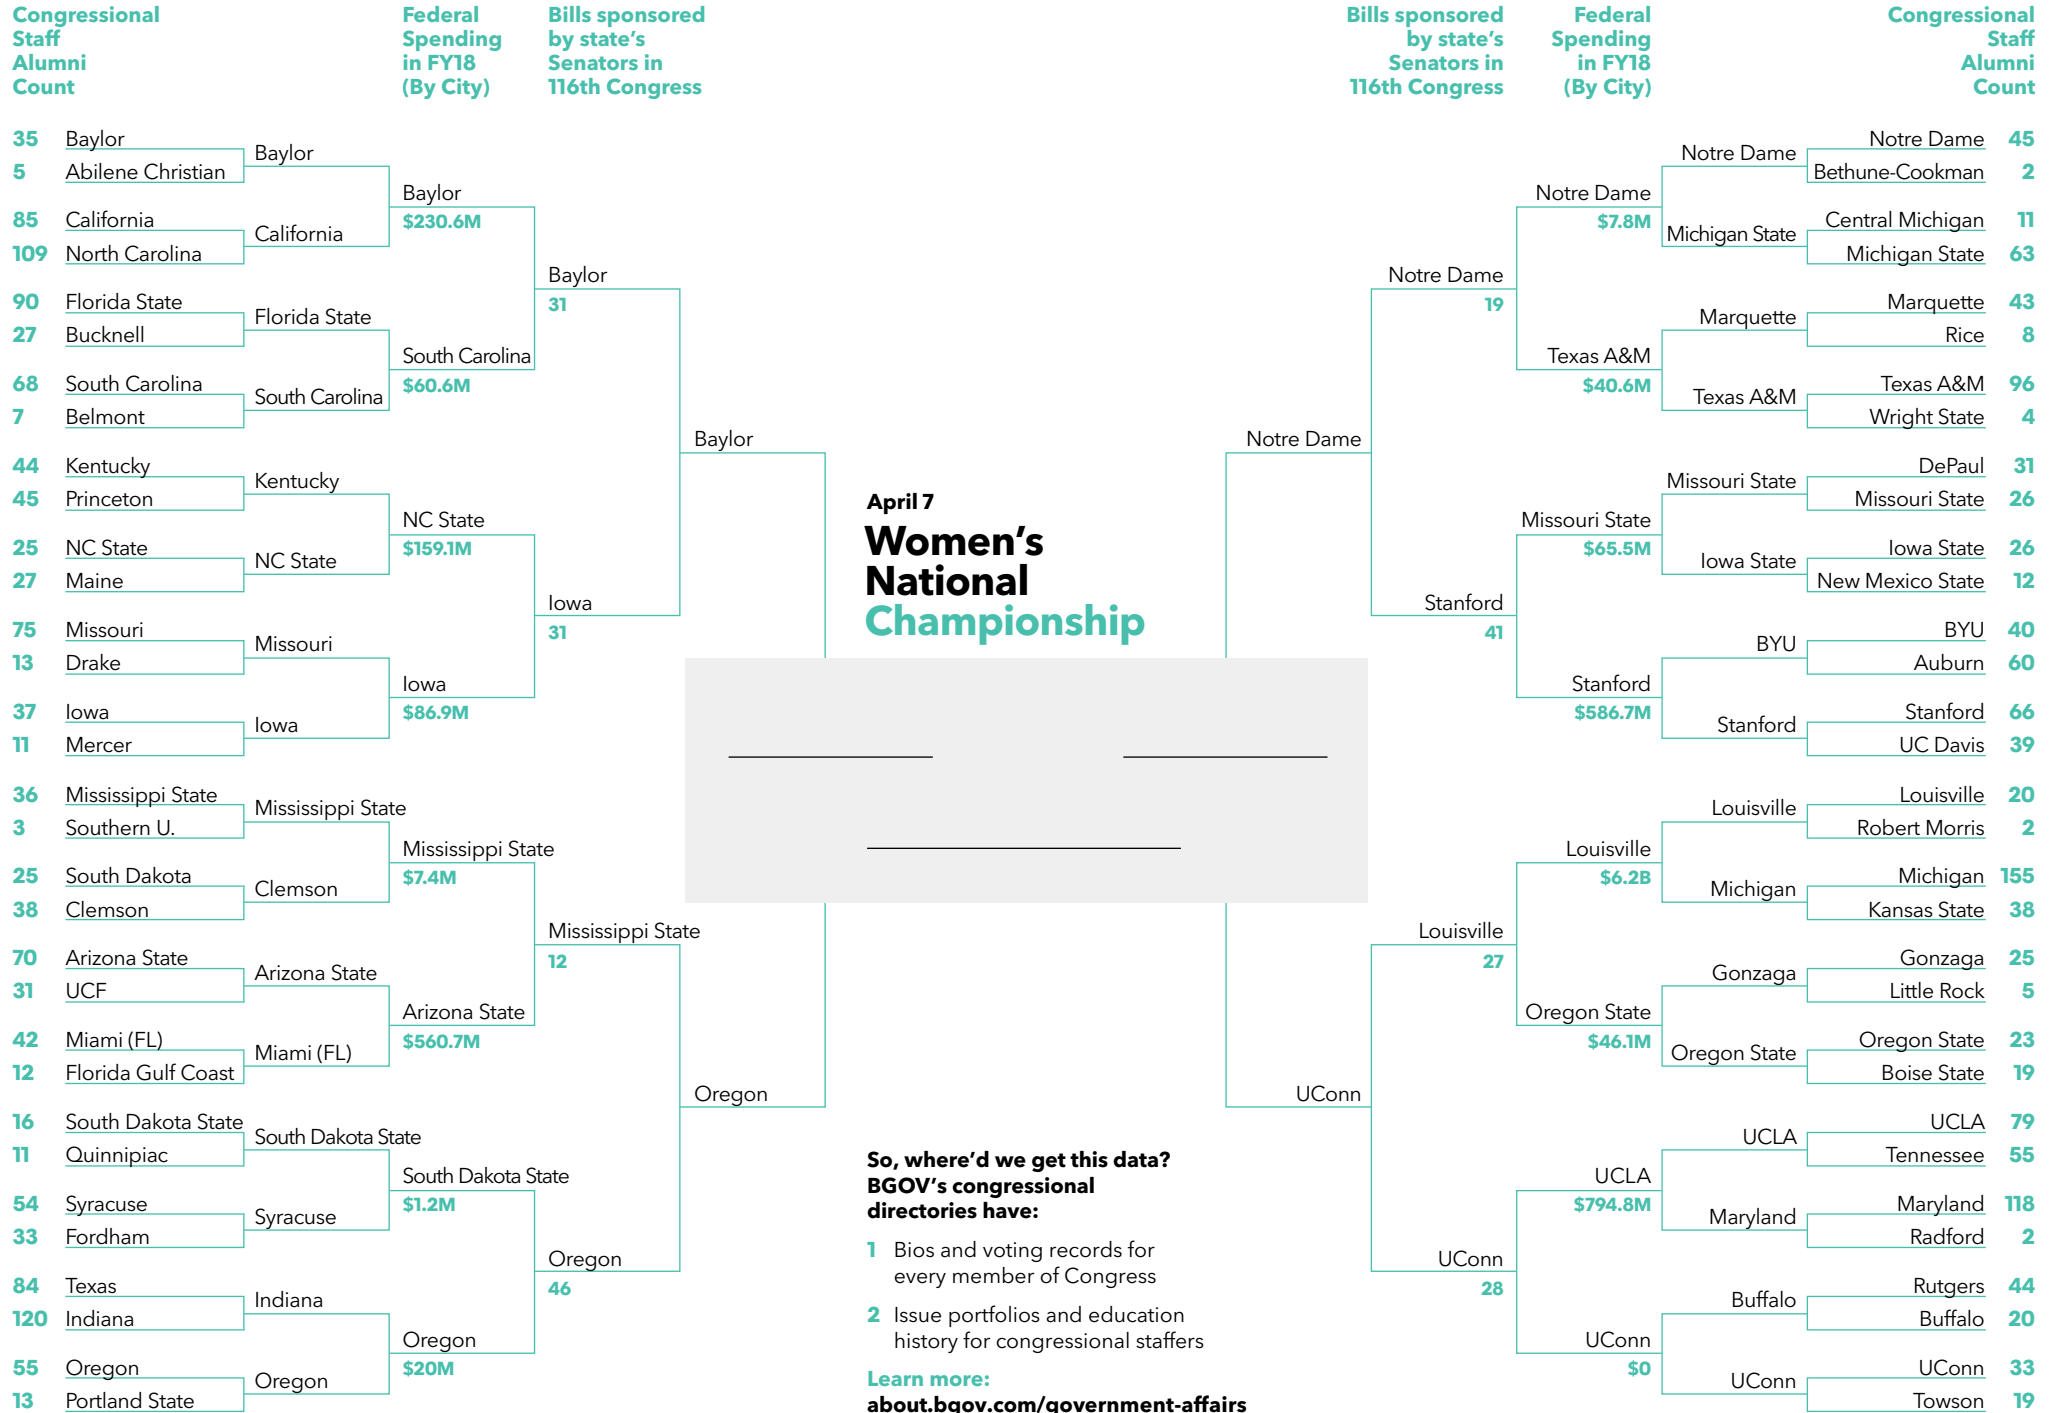 Congressional
Staff
Alumni
Count
Federal
Spending
in FY18
(By City)
Bills sponsored
by state's
Senators in
116th Congress
Bills sponsored
by state's
Senators in
116th Congress
Federal
Spending
in FY18
(By City)
Congressional
Staff
Alumni
Count
35 Baylor
5 Abilene Christian
85 California
109 North Carolina
90 Florida State
27 Bucknell
68 South Carolina
7 Belmont
44 Kentucky
45 Princeton
25 NC State
27 Maine
75 Missouri
13 Drake
37 Iowa
11 Mercer
36 Mississippi State
3 Southern U.
25 South Dakota
38 Clemson
70 Arizona State
31 UCF
42 Miami (FL)
12 Florida Gulf Coast
16 South Dakota State
11 Quinnipiac
54 Syracuse
33 Fordham
84 Texas
120 Indiana
55 Oregon
13 Portland State
Baylor
California
Florida State
South Carolina
Kentucky
NC State
Missouri
Iowa
Mississippi State
Clemson
Arizona State
Miami (FL)
South Dakota State
Syracuse
Indiana
Oregon
Baylor
$230.6M
South Carolina
$60.6M
NC State
$159.1M
Iowa
$86.9M
Mississippi State
$7.4M
Arizona State
$560.7M
South Dakota State
$1.2M
Oregon
$20M
Baylor
31
Iowa
31
Mississippi State
12
Oregon
46
Baylor
Oregon
April 7
Women's
National
Championship
So, where'd we get this data?
BGOV's congressional
directories have:
1 Bios and voting records for
every member of Congress
2 Issue portfolios and education
history for congressional staffers
Learn more:
about.bgov.com/government-affairs
Notre Dame
UConn
Notre Dame
19
Stanford
41
Louisville
27
UConn
28
Notre Dame
$7.8M
Texas A&M
$40.6M
Missouri State
$65.5M
Stanford
$586.7M
Louisville
$6.2B
Oregon State
$46.1M
UCLA
$794.8M
UConn
$0
Notre Dame
Michigan State
Marquette
Texas A&M
Missouri State
Iowa State
BYU
Stanford
Louisville
Michigan
Gonzaga
Oregon State
UCLA
Maryland
Buffalo
UConn
Notre Dame 45
Bethune-Cookman 2
Central Michigan 11
Michigan State 63
Marquette 43
Rice 8
Texas A&M 96
Wright State 4
DePaul 31
Missouri State 26
Iowa State 26
New Mexico State 12
BYU 40
Auburn 60
Stanford 66
UC Davis 39
Louisville 20
Robert Morris 2
Michigan 155
Kansas State 38
Gonzaga 25
Little Rock 5
Oregon State 23
Boise State 19
UCLA 79
Tennessee 55
Maryland 118
Radford 2
Rutgers 44
Buffalo 20
UConn 33
Towson 19